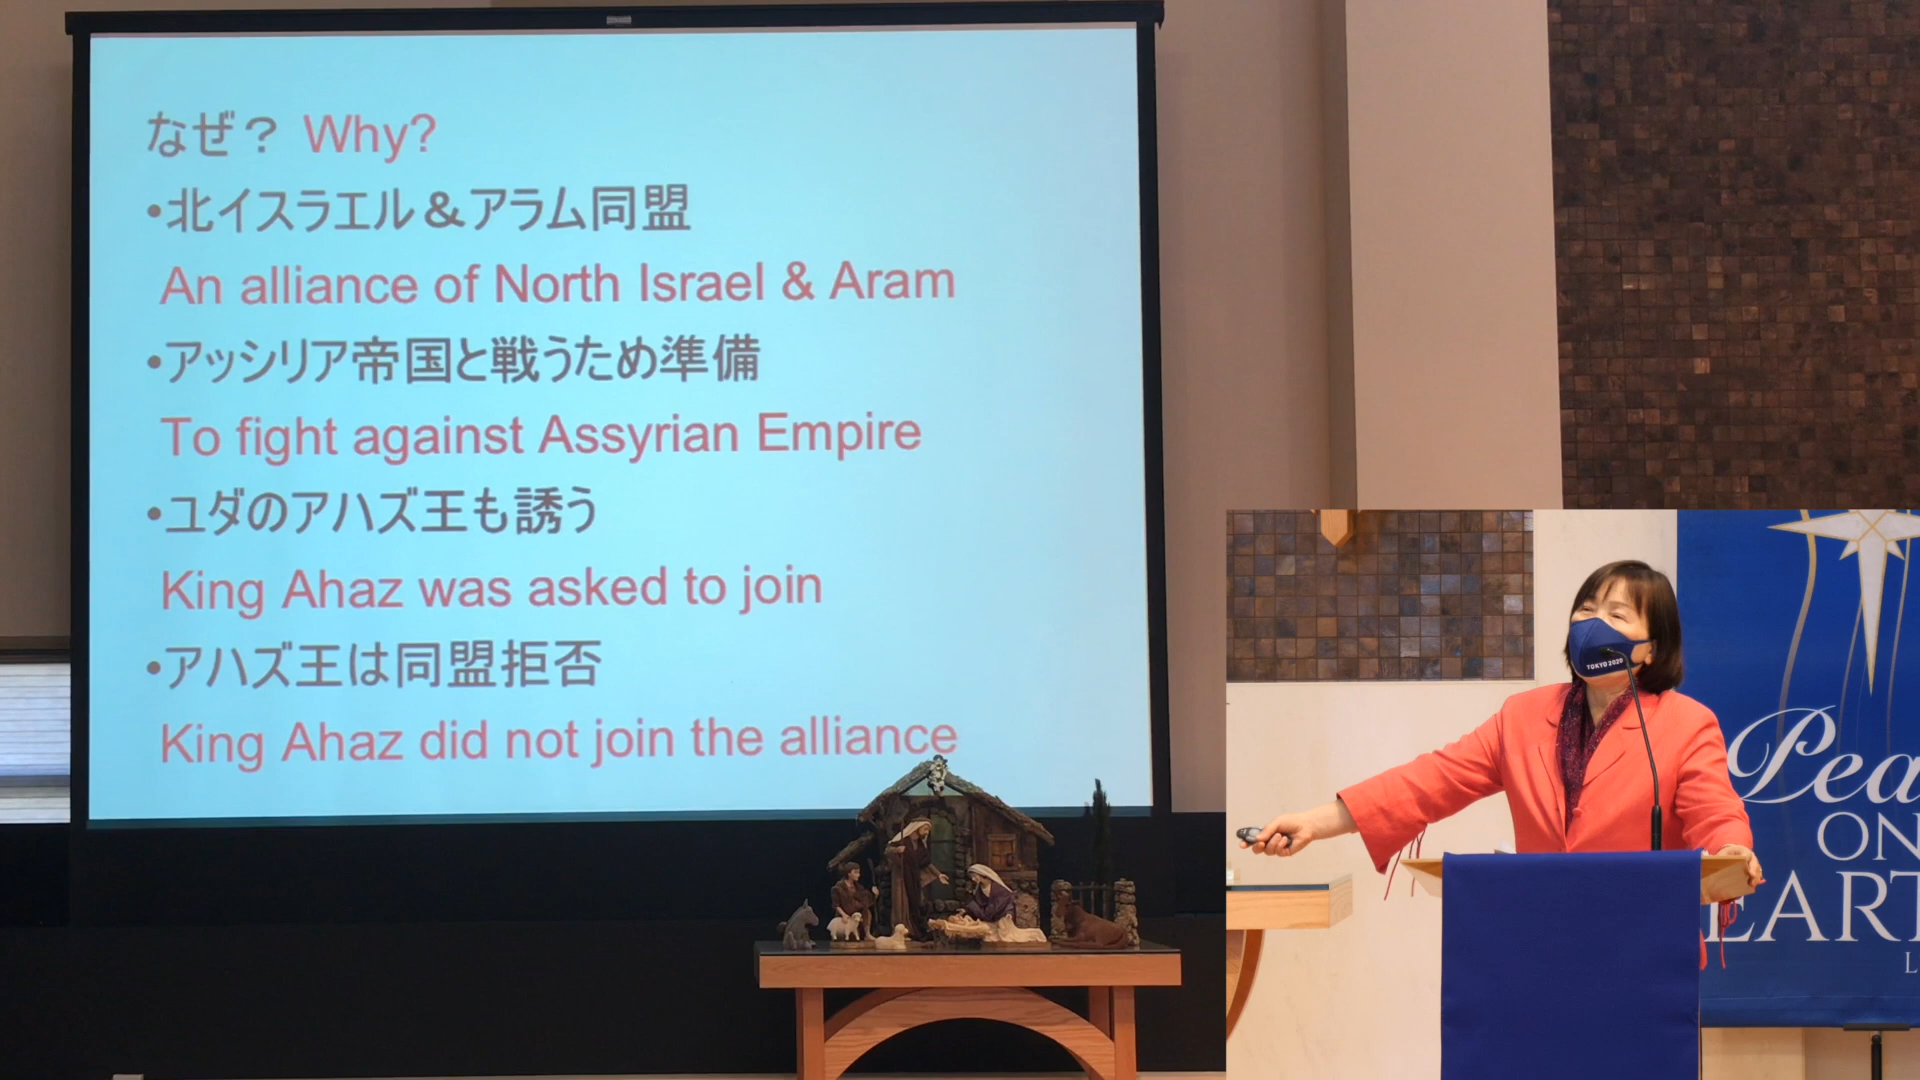 なぜ？ Why?
•北イスラエル＆アラム同盟
An alliance of North Israel & Aram
•アッシリア帝国と戦うため準備
To fight against Assyrian Empire
•ユダのアハズ王も誘う
King Ahaz was asked to join
•アハズ王は同盟拒否
King Ahaz did not join the alliance
TOKYO 2020
Pea
ON
EART
L